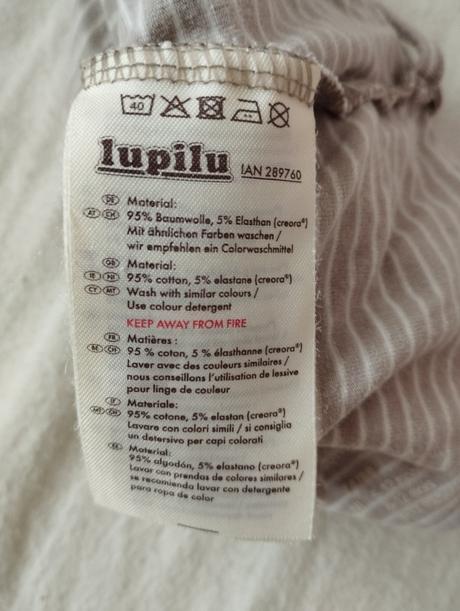 40
lupilu IAN 289760
DE Material:
AT CH 95% Baumwolle, 5% Elasthan (creora®)
Mit ähnlichen Farben waschen /
wir empfehlen ein Colorwaschmittel
GB Material:
IE NI 95% cotton, 5% elastane (creora®)
CY MT Wash with similar colours /
Use colour detergent
KEEP AWAY FROM FIRE
FR Matières :
BE CH 95 % coton, 5 % élasthanne (creora®)
Laver avec des couleurs similaires /
nous conseillons l'utilisation de lessive
pour linge de couleur
IT Materiale:
MT CH 95% cotone, 5% elastan (creora®)
Lavare con colori simili / si consiglia
un detersivo per capi colorati
ES Material:
95% algodón, 5% elastano (creora®)
Lavar con prendas de colores similares /
se recomienda lavar con detergente
para ropa de color